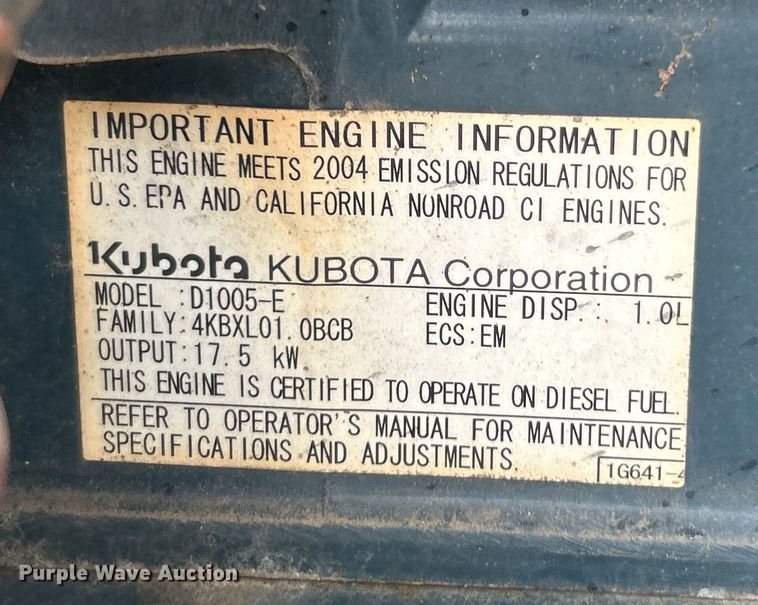 IMPORTANT ENGINE INFORMATION
THIS ENGINE MEETS 2004 EMISSION REGULATIONS FOR
U.S. EPA AND CALIFORNIA NONROAD CI ENGINES.
Kubota KUBOTA Corporation
MODEL :D1005-E ENGINE DISP. : 1.0L
FAMILY:4KBXL01.0BCB ECS:EM
OUTPUT:17.5 kW
THIS ENGINE IS CERTIFIED TO OPERATE ON DIESEL FUEL.
REFER TO OPERATOR'S MANUAL FOR MAINTENANCE
SPECIFICATIONS AND ADJUSTMENTS.
1G641-4
Purple Wave Auction